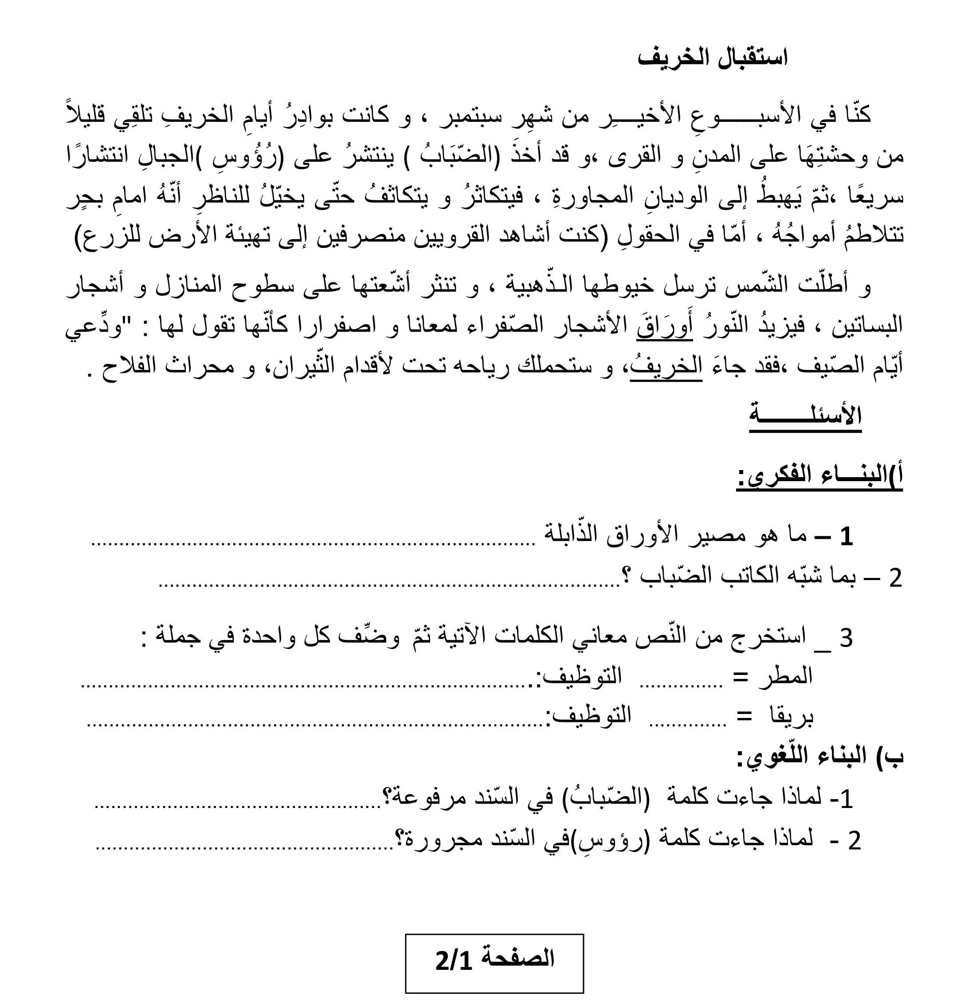 استقبال الخريف
كنّا في الأسبـــــــوعِ الأخيـــــرِ من شهرِ سبتمبر ، و كانت بوادِرُ أيامِ الخريفِ تلقِي قليلاً
من وحشتِهَا على المدنِ و القرى ،و قد أخذَ (الضّبَابُ ) ينتشرُ على (رُؤُوسِ )الجبالِ انتشارًا
سريعًا ،ثمّ يَهبطُ إلى الوديانِ المجاورةِ ، فيتكاثرُ و يتكاثفُ حتّى يخيّلُ للناظرِ أنّهُ امامِ بحرٍ
تتلاطمُ أمواجُهُ ، أمّا في الحقولِ (كنت أشاهد القرويين منصرفين إلى تهيئة الأرض للزرع)
و أطلّت الشّمس ترسل خيوطها الـذّهبية ، و تنثر أشّعتها على سطوح المنازل و أشجار
البساتين ، فيزيدُ النّورُ أَورَاقَ الأشجار الصّفراء لمعانا و اصفرارا كأنّها تقول لها : "ودِّعي
أيّام الصّيف ،فقد جاءَ الخريفُ، و ستحملك رياحه تحت لأقدام الثّيران، و محراث الفلاح .
الأسئلـــــــــة
أ)البنـــاء الفكري:
1 – ما هو مصير الأوراق الذّابلة ................................................................................
2 – بما شبّه الكاتب الضّباب ؟...................................................................................
3 _ استخرج من النّص معاني الكلمات الآتية ثمّ وضِّف كل واحدة في جملة :
المطر = ............... التوظيف:.................................................................................
بريقا = .............. التوظيف:..................................................................................
ب) البناء اللّغوي:
1- لماذا جاءت كلمة (الضّبابُ) في السّند مرفوعة؟....................................................
2 - لماذا جاءت كلمة (رؤوسِ)في السّند مجرورة؟......................................................
الصفحة 2/1